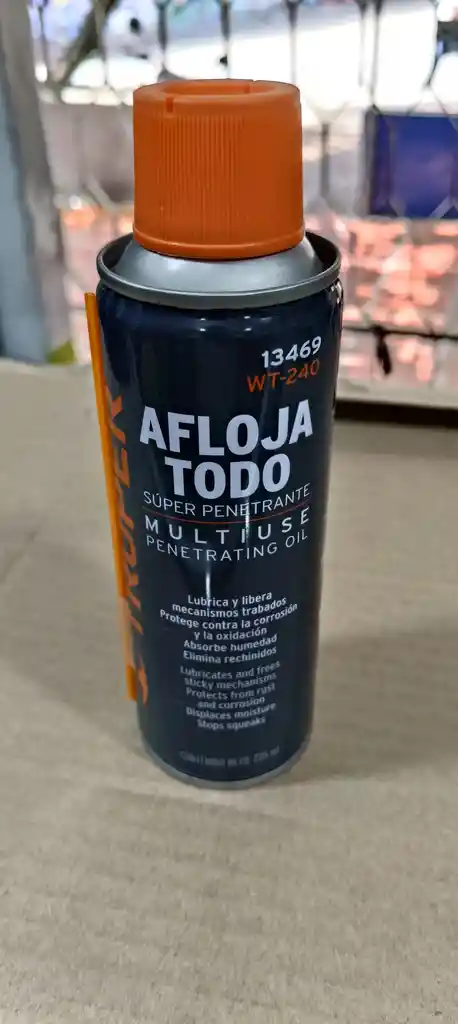 13469
WT-240
AFLOJA
TODO
SÚPER PENETRANTE
MULTIUSE
PENETRATING OIL
Lubrica y libera
mecanismos trabados
Protege contra la corrosión
y la oxidación
Absorbe humedad
Elimina rechinidos
Lubricates and frees
sticky mechanisms
Protects from rust
and corrosion
Displaces moisture
Stops squeaks
TRUPER